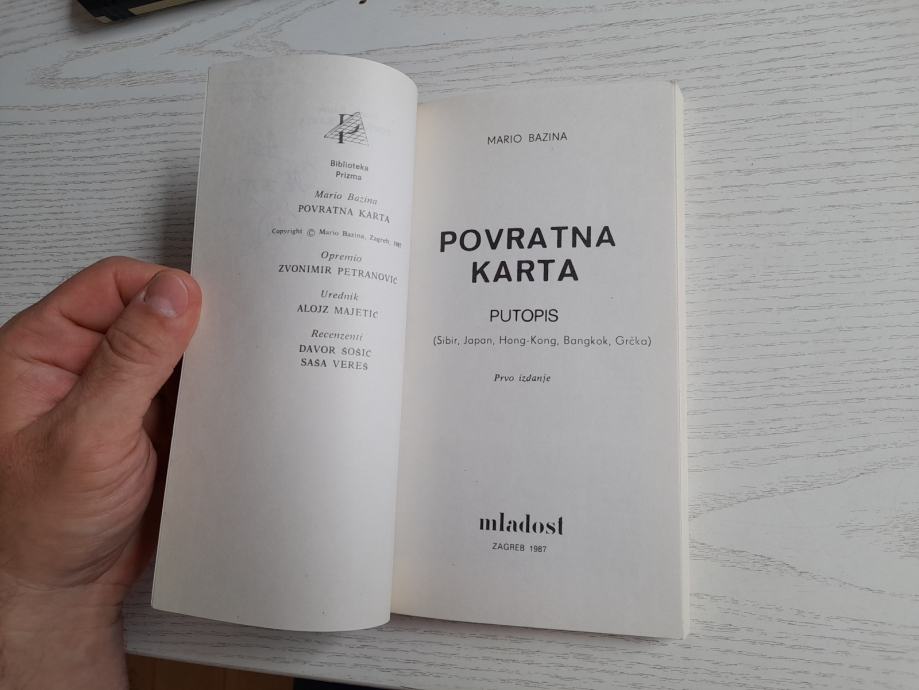 Biblioteka
Prizma
Mario Bazina
POVRATNA KARTA
Copyright © Mario Bazina, Zagreb, 1987
Opremio
ZVONIMIR PETRANOVIĆ
Urednik
ALOJZ MAJETIĆ
Recenzenti
DAVOR ŠOŠIĆ
SAŠA VEREŠ
MARIO BAZINA
POVRATNA
KARTA
PUTOPIS
(Sibir, Japan, Hong-Kong, Bangkok, Grčka)
Prvo izdanje
mladost
ZAGREB 1987